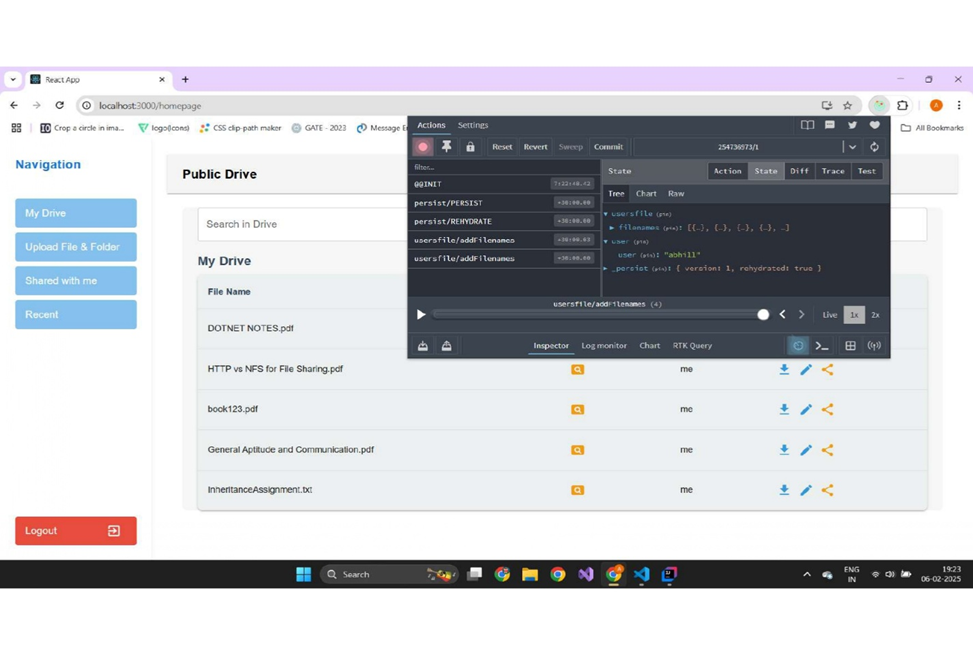 React App
localhost:3000/homepage
Crop a circle in ima...
logo(icons)
CSS clip-path maker
GATE - 2023
Message
All Bookmarks
Navigation
My Drive
Upload File & Folder
Shared with me
Recent
Logout
Public Drive
Search in Drive
My Drive
File Name
DOTNET NOTES.pdf
HTTP vs NFS for File Sharing.pdf me
book123.pdf me
General Aptitude and Communication.pdf me
InheritanceAssignment.txt me
Actions Settings
Reset Revert Sweep Commit 254736973/1
filter...
@@INIT
persist/PERSIST
persist/REHYDRATE
usersfile/addFilenames
usersfile/addFilenames
State Action State Diff Trace Test
Tree Chart Raw
usersfile (pin)
filenames (pin): [{…}, {…}, {…}, {…}, …]
user (pin)
user (pin): "abhi11"
_persist (pin): { version: 1, rehydrated: true }
usersfile/addFilenames (4)
Live 1x 2x
Inspector Log monitor Chart RTK Query
Search
ENG
IN
19:23
06-02-2025